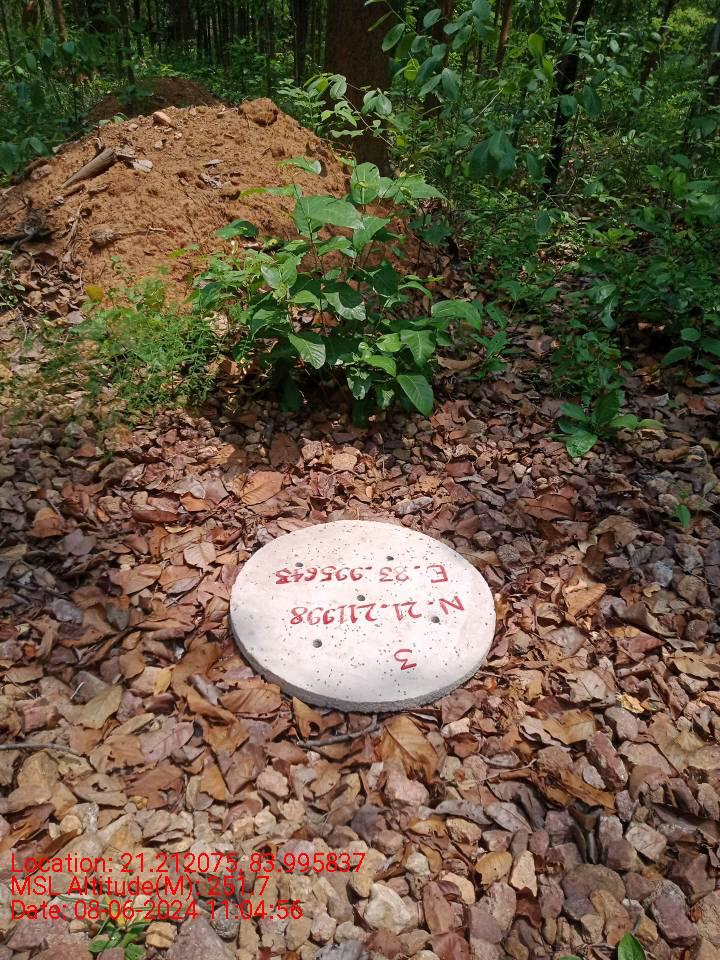 3
N. 21.211998
E. 83.995643
Location: 21.212075, 83.995837
MSL Altitude(M): 251.7
Date: 08-06-2024 11:04:56